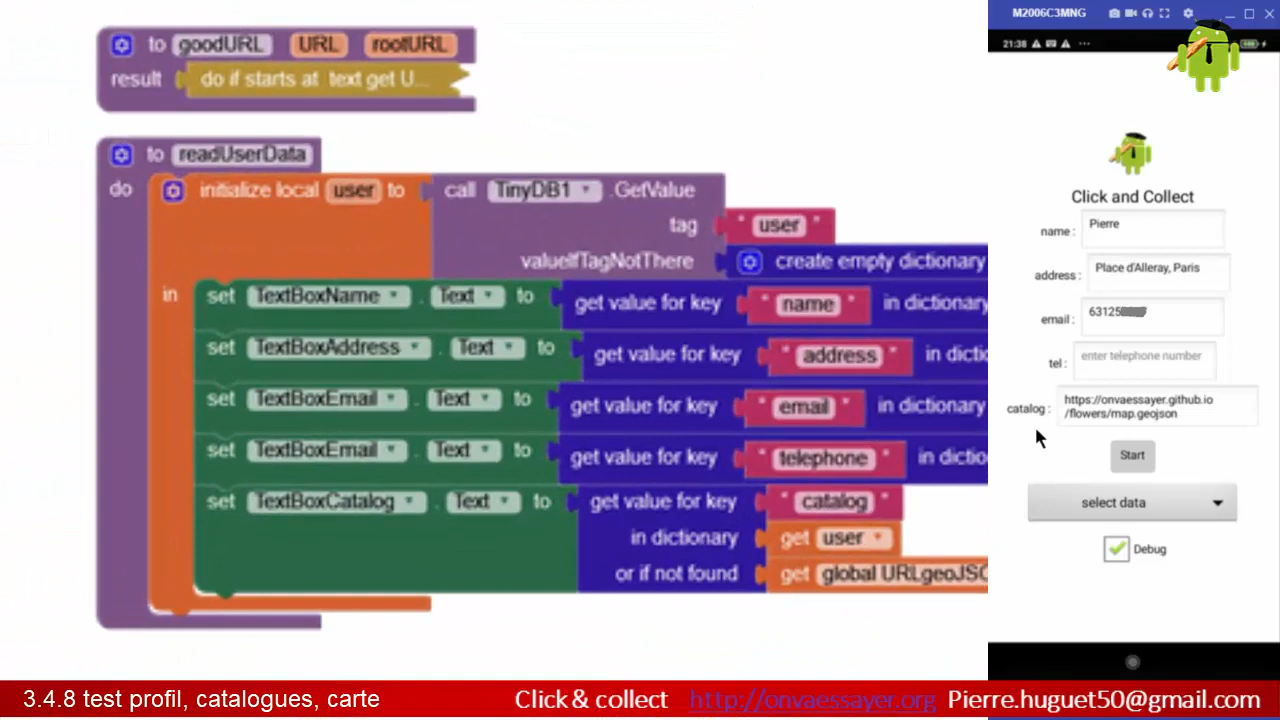 to goodURL URL rootURL
result do if starts at text get U...
to readUserData
do initialize local user to call TinyDB1 .GetValue
tag " user "
valueIfTagNotThere create empty dictionary
in set TextBoxName . Text to get value for key " name " in dictionary
set TextBoxAddress . Text to get value for key " address " in dictio
set TextBoxEmail . Text to get value for key " email " in dictionary
set TextBoxEmail . Text to get value for key " telephone " in dictio
set TextBoxCatalog . Text to get value for key " catalog "
in dictionary get user
or if not found get global URLgeoJSO
M2006C3MNG
21:38
Click and Collect
name : Pierre
address : Place d'Alleray, Paris
email : 63125
tel : enter telephone number
catalog : https://onvaessayer.github.io
/flowers/map.geojson
Start
select data
Debug
3.4.8 test profil, catalogues, carte Click & collect http://onvaessayer.org Pierre.huguet50@gmail.com